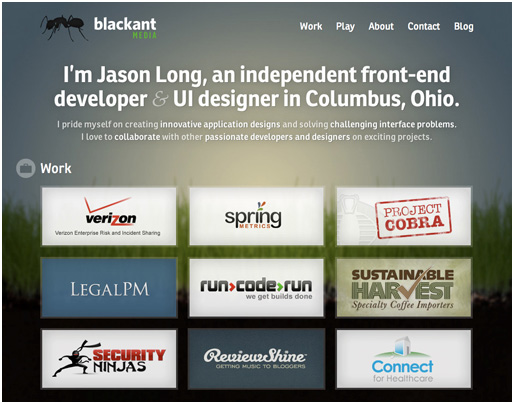 blackant
MEDIA
Work Play About Contact Blog
I'm Jason Long, an independent front-end
developer & UI designer in Columbus, Ohio.
I pride myself on creating innovative application designs and solving challenging interface problems.
I love to collaborate with other passionate developers and designers on exciting projects.
Work
verizon
Verizon Enterprise Risk and Incident Sharing
spring
METRICS
PROJECT
COBRA
LEGALPM
run>code>run
we get builds done
SUSTAINABLE
HARVEST
Specialty Coffee Importers
SECURITY
NINJAS
ReviewShine
GETTING MUSIC TO BLOGGERS
Connect
for Healthcare